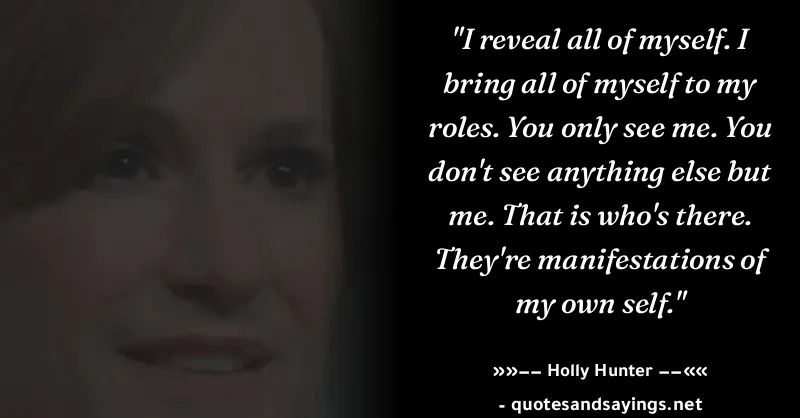 "I reveal all of myself. I
bring all of myself to my
roles. You only see me. You
don't see anything else but
me. That is who's there.
They're manifestations of
my own self."
»»−− Holly Hunter −−««
- quotesandsayings.net